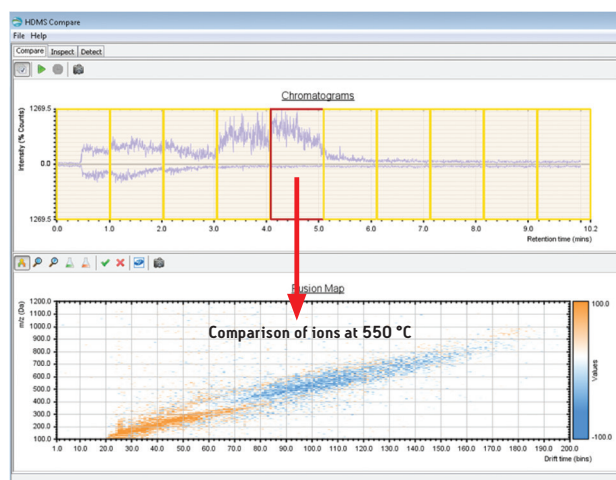 HDMS Compare
File Help
Compare Inspect Detect
Chromatograms
Intensity (% Counts)
1269.5
0.0
1269.5
0.0 1.0 2.0 3.0 4.0 5.0 6.0 7.0 8.0 9.0 10.2
Retention time (mins)
Fusion Map
m/z (Da)
1200.0
1100.0
1000.0
900.0
800.0
700.0
600.0
500.0
400.0
300.0
200.0
100.0
Comparison of ions at 550 °C
100.0
Values
-100.0
1.0 10.0 20.0 30.0 40.0 50.0 60.0 70.0 80.0 90.0 100.0 110.0 120.0 130.0 140.0 150.0 160.0 170.0 180.0 190.0 200.0
Drift time (bins)